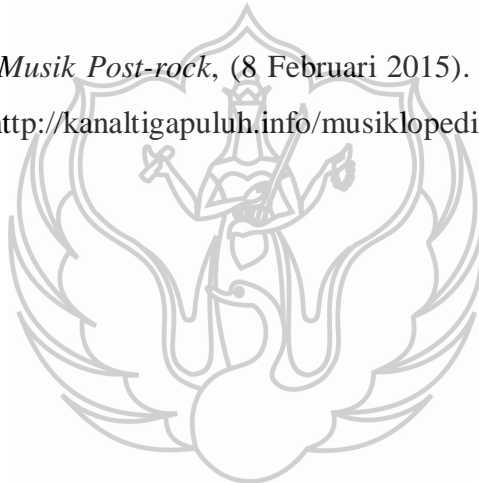 Musik Post-rock, (8 Februari 2015).
ttp://kanaltigapuluh.info/musiklopedi